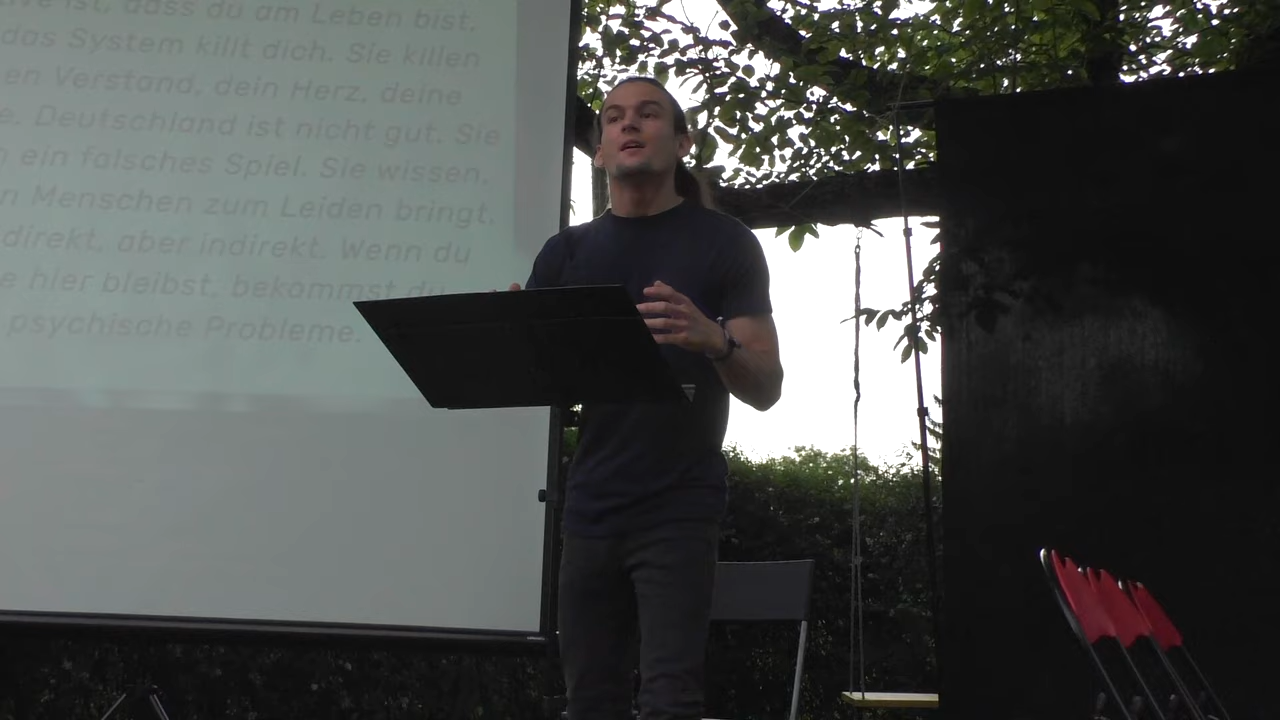 ist, dass du am Leben bist.
das System killt dich. Sie killen
en Verstand, dein Herz, deine
e. Deutschland ist nicht gut. Sie
n ein falsches Spiel. Sie wissen,
n Menschen zum Leiden bringt.
direkt, aber indirekt. Wenn du
e hier bleibst, bekommst du
psychische Probleme.